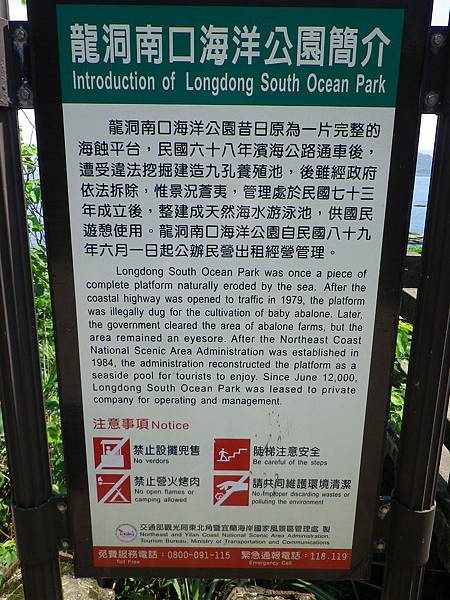 龍洞南口海洋公園簡介
Introduction of Longdong South Ocean Park
龍洞南口海洋公園昔日原為一片完整的
海蝕平台，民國六十八年濱海公路通車後，
遭受違法挖掘建造九孔養殖池，後雖經政府
依法拆除，惟景況蒼夷，管理處於民國七十三
年成立後，整建成天然海水游泳池，供國民
遊憩使用。龍洞南口海洋公園自民國八十九
年六月一日起公辦民營出租經營管理。
Longdong South Ocean Park was once a piece of
complete platform naturally eroded by the sea. After the
coastal highway was opened to traffic in 1979, the platform
was illegally dug for the cultivation of baby abalone. Later,
the government cleared the area of abalone farms, but the
area remained an eyesore. After the Northeast Coast
National Scenic Area Administration was established in
1984, the administration reconstructed the platform as a
seaside pool for tourists to enjoy. Since June 12,000,
Longdong South Ocean Park was leased to private
company for operating and management.
注意事項 Notice
禁止設攤兜售
No verdors
陡梯注意安全
Be careful of the steps
禁止營火烤肉
No open flames or
camping allowed
請共同維護環境清潔
No Improper discarding wastes or
polluting the environment
交通部觀光局東北角暨宜蘭海岸國家風景區管理處 製
Northeast and Yilan Coast National Scenic Area Administration,
Tourism Bureau, Ministry of Transportation and Communications
免費服務電話：0800-091-115 緊急通報電話：118.119
Toll Free Emergency Call